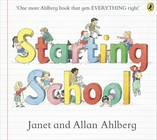 'One more Ahlberg book that gets EVERYTHING right'
Starting
School
Janet and Allan Ahlberg